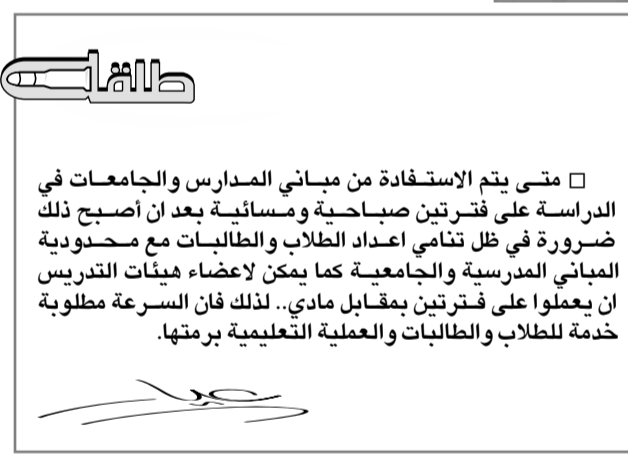 طلقات
□ متى يتم الاستفادة من مباني المدارس والجامعات في
الدراسة على فترتين صباحية ومسائية بعد ان أصبح ذلك
ضرورة في ظل تنامي اعداد الطلاب والطالبات مع محدودية
المباني المدرسية والجامعية كما يمكن لاعضاء هيئات التدريس
ان يعملوا على فترتين بمقابل مادي.. لذلك فان السرعة مطلوبة
خدمة للطلاب والطالبات والعملية التعليمية برمتها.